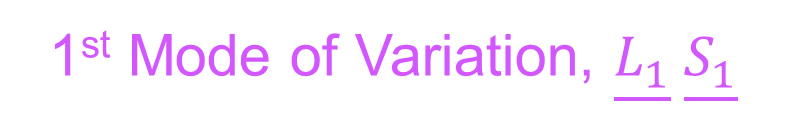 1st Mode of Variation, L1 S1